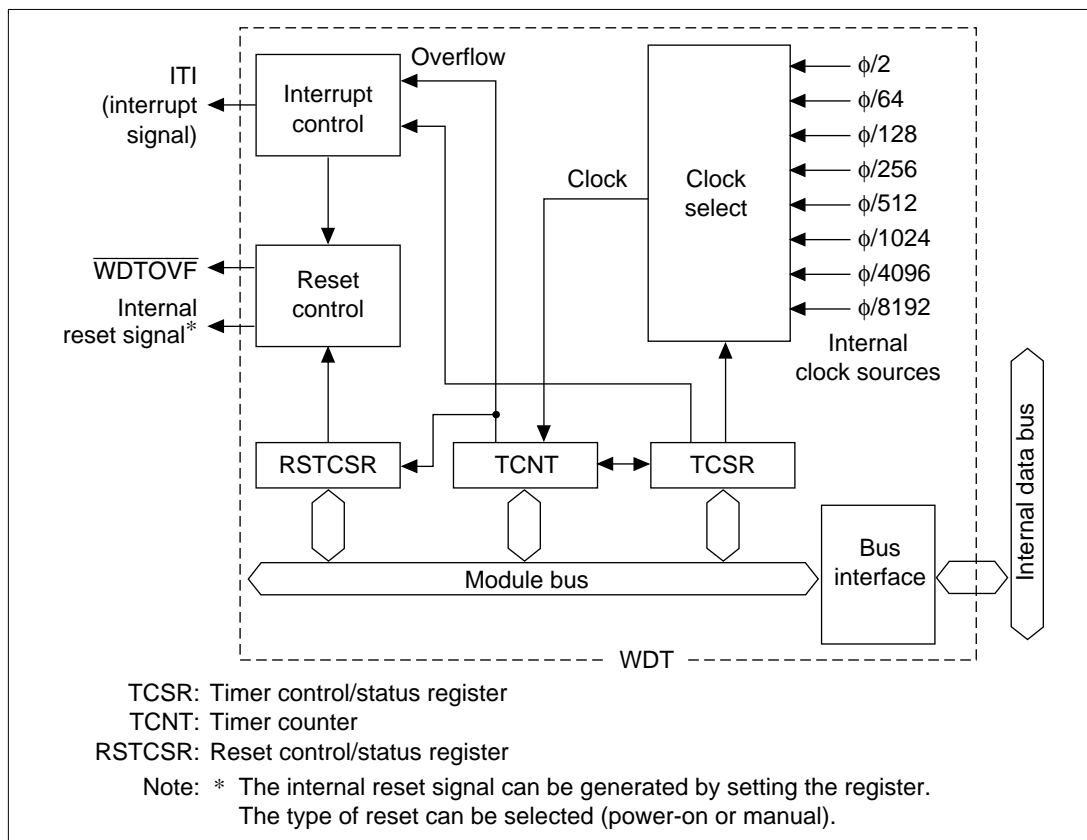 Overflow
ITI
(interrupt
signal)
Interrupt
control
Clock
Clock
select
ϕ/2
ϕ/64
ϕ/128
ϕ/256
ϕ/512
ϕ/1024
ϕ/4096
ϕ/8192
Internal
clock sources
WDTOVF
Internal
reset signal*
Reset
control
RSTCSR
TCNT
TCSR
Module bus
Bus
interface
Internal data bus
WDT
TCSR: Timer control/status register
TCNT: Timer counter
RSTCSR: Reset control/status register
Note: * The internal reset signal can be generated by setting the register.
The type of reset can be selected (power-on or manual).